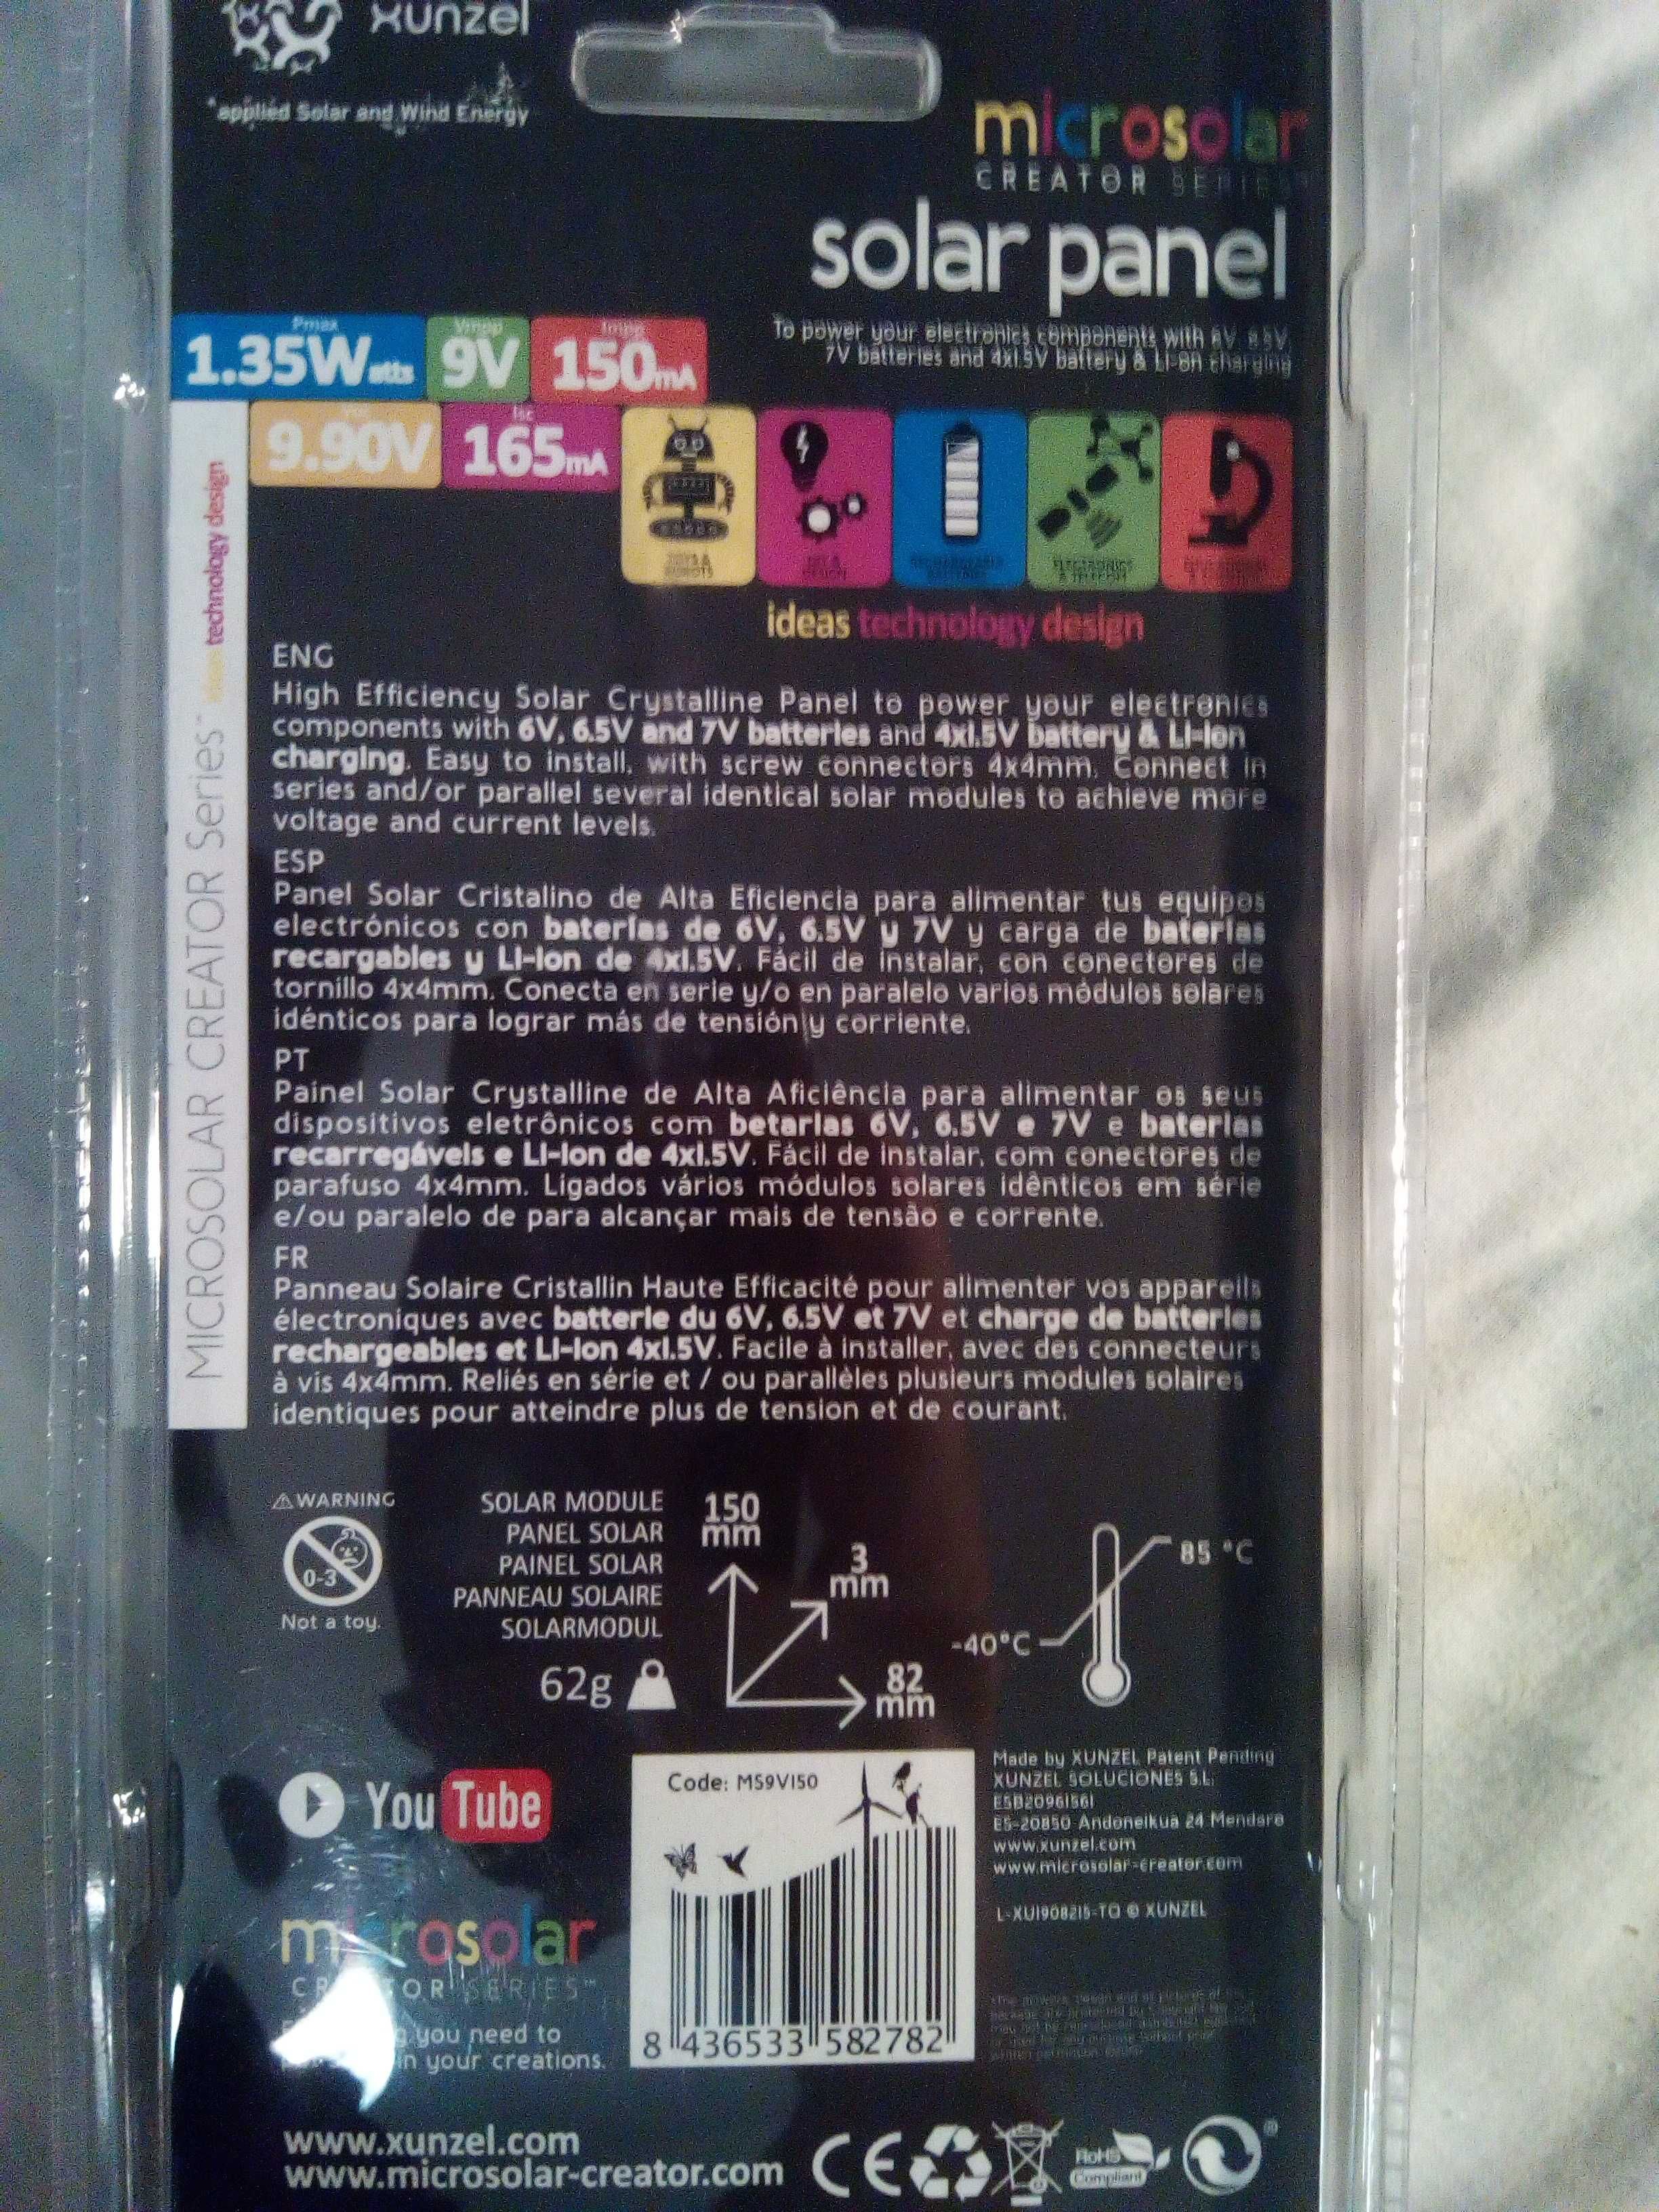 xunzel
*applied Solar and Wind Energy
microsolar
CREATOR SERIES
solar panel
To power your electronics components with 6V, 6.5V,
7V batteries and 4x1.5V battery & Li-on charging
Pmax
1.35Watts
Vmpp
9V
Impp
150mA
Voc
9.90V
Isc
165mA
TOYS &
ROBOTS
DESIGN
RECHARGEABLE
BATTERIES
ELECTRONICS
& TELECOM
ideas technology design
MICROSOLAR CREATOR Series™ ideas technology design
ENG
High Efficiency Solar Crystalline Panel to power your electronics
components with 6V, 6.5V and 7V batteries and 4x1.5V battery & Li-Ion
charging. Easy to install, with screw connectors 4x4mm. Connect in
series and/or parallel several identical solar modules to achieve more
voltage and current levels.
ESP
Panel Solar Cristalino de Alta Eficiencia para alimentar tus equipos
electrónicos con baterías de 6V, 6.5V y 7V y carga de baterías
recargables y Li-Ion de 4x1.5V. Fácil de instalar, con conectores de
tornillo 4x4mm. Conecta en serie y/o en paralelo varios módulos solares
idénticos para lograr más de tensión y corriente.
PT
Painel Solar Crystalline de Alta Aficiência para alimentar os seus
dispositivos eletrônicos com betarias 6V, 6.5V e 7V e baterias
recarregáveis e Li-Ion de 4x1.5V. Fácil de instalar, com conectores de
parafuso 4x4mm. Ligados vários módulos solares idênticos em série
e/ou paralelo de para alcançar mais de tensão e corrente.
FR
Panneau Solaire Cristallin Haute Efficacité pour alimenter vos appareils
électroniques avec batterie du 6V, 6.5V et 7V et charge de batteries
rechargeables et Li-Ion 4x1.5V. Facile à installer, avec des connecteurs
à vis 4x4mm. Reliés en série et / ou parallèles plusieurs modules solaires
identiques pour atteindre plus de tension et de courant.
WARNING
0-3
Not a toy.
SOLAR MODULE
PANEL SOLAR
PAINEL SOLAR
PANNEAU SOLAIRE
SOLARMODUL
62g
150
mm
3
mm
82
mm
85 °C
-40°C
YouTube
Code: MS9V150
8 436533 582782
Made by XUNZEL Patent Pending
XUNZEL SOLUCIONES S.L.
ESB20961561
ES-20850 Andoneikua 24 Mendaro
www.xunzel.com
www.microsolar-creator.com
L-XU1908215-TQ © XUNZEL
microsolar
CREATOR SERIES™
you need to
in your creations.
www.xunzel.com
www.microsolar-creator.com
CE
RoHS
Compliant
®